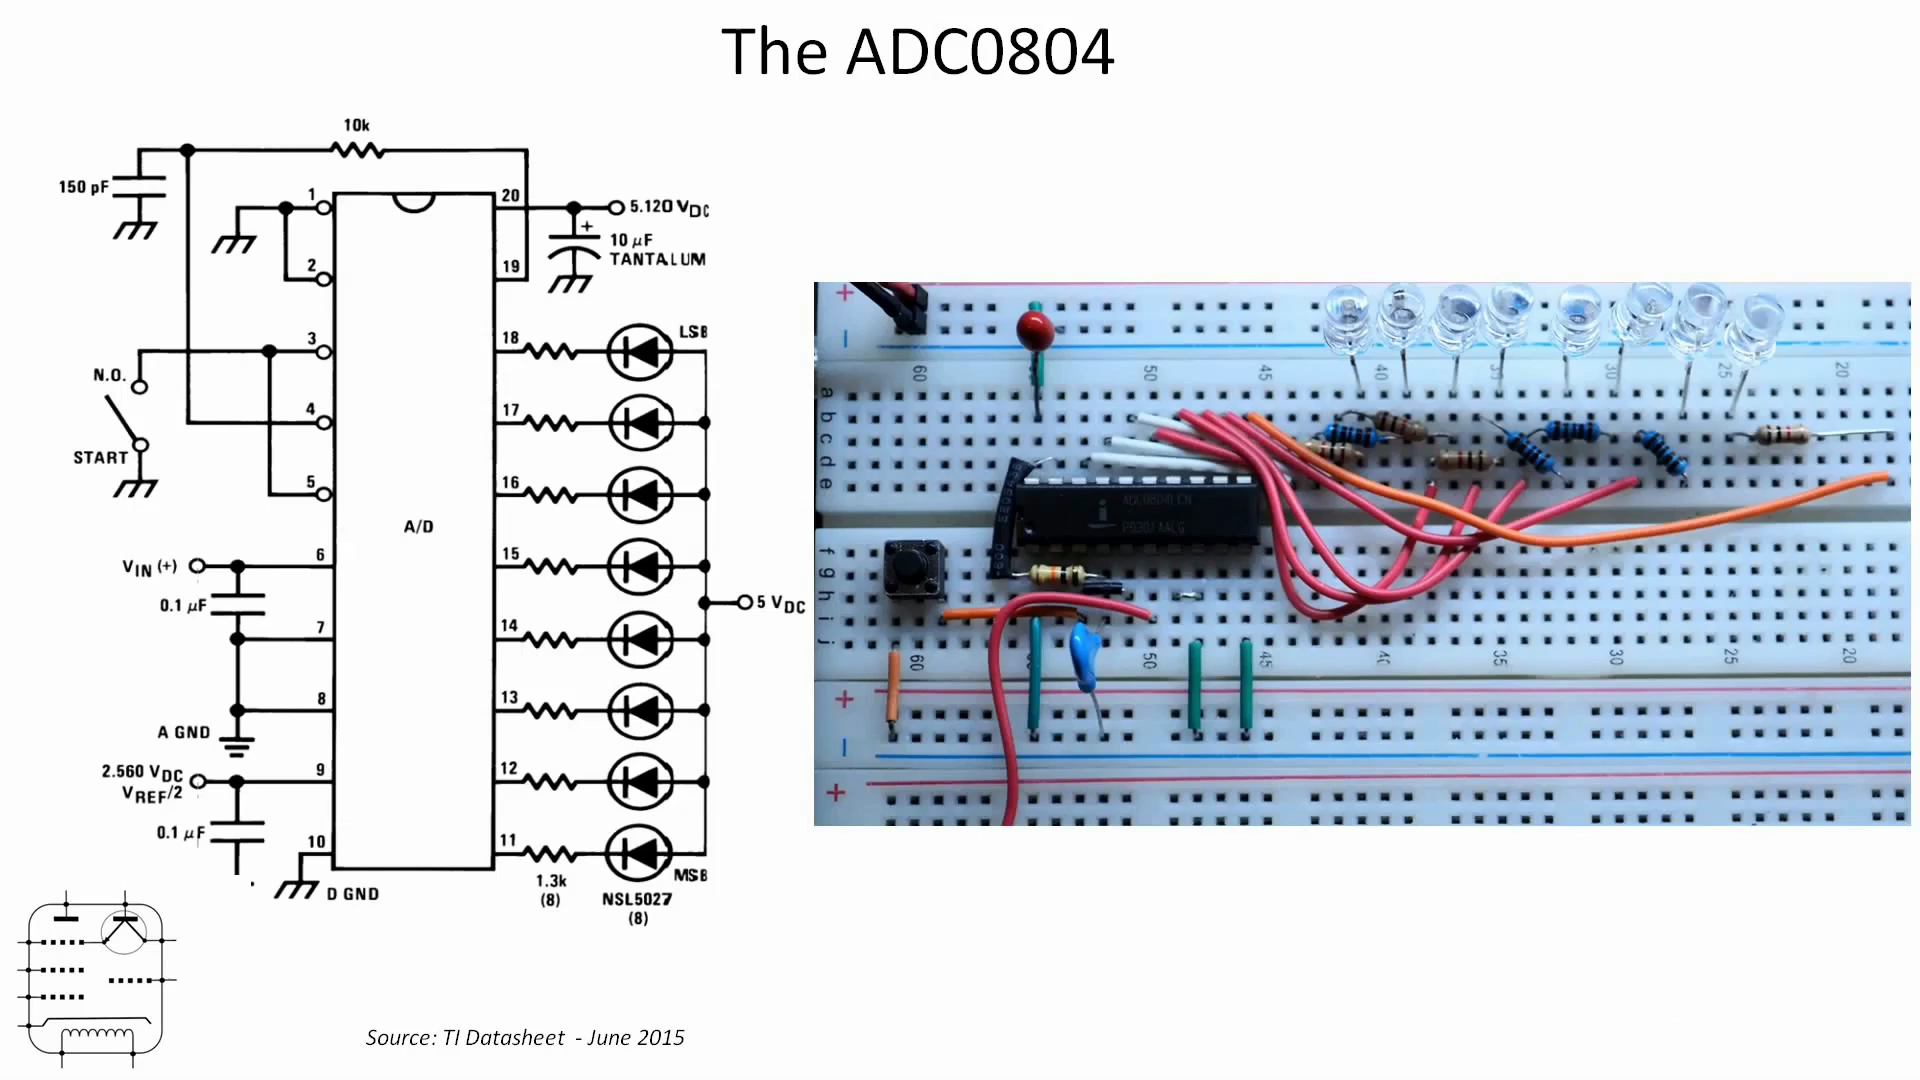 The ADC0804
10k
150 pF
1
20
5.120 VDC
+
10 µF
TANTALUM
2
19
LSB
3
18
N.O.
4
17
START
5
16
A/D
6
15
VIN (+)
0.1 µF
5 VDC
7
14
8
13
A GND
2.560 VDC
VREF/2
9
12
0.1 µF
10
11
MSB
D GND
1.3k
(8)
NSL5027
(8)
+
60 50 45 40 35 30 25 20
a b c d e
ADC0804LCN
f g h i j
60 50 45 40 35 30 25 20
+
+
Source: TI Datasheet - June 2015